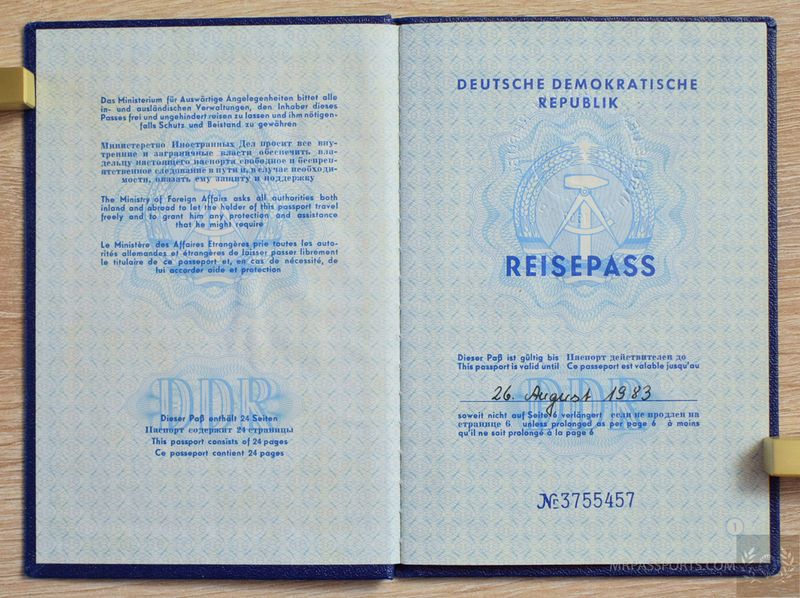 Das Ministerium für Auswärtige Angelegenheiten bittet alle
in- und ausländischen Verwaltungen, den Inhaber dieses
Passes frei und ungehindert reisen zu lassen und ihm nötigen-
falls Schutz und Beistand zu gewähren
Министерство Иностранных Дел просит все вну-
тренние и заграничные власти обеспечить вла-
дельцу настоящего паспорта свободное и беспреп-
ятственное следование в пути и, в случае необходи-
мости, оказать ему защиту и поддержку
The Ministry of Foreign Affairs asks all authorities both
inland and abroad to let the holder of this passport travel
freely and to grant him any protection and assistance
that he might require
Le Ministère des Affaires Etrangères prie toutes les auto-
rités allemandes et étrangères de laisser passer librement
le titulaire de ce passeport et, en cas de nécessité, de
lui accorder aide et protection
DDR
Dieser Paß enthält 24 Seiten
Паспорт содержит 24 страницы
This passport consists of 24 pages
Ce passeport contient 24 pages
DEUTSCHE DEMOKRATISCHE
REPUBLIK
REISEPASS
Dieser Paß ist gültig bis Паспорт действителен до
This passport is valid until Ce passeport est valable jusqu'au
26. August 1983
DDR
soweit nicht auf Seite 6 verlängert если не продлен на
странице 6 unless prolonged as per page 6 à moins
qu'il ne soit prolongé à la page 6
№3755457
1
MRPASSPORTS.COM